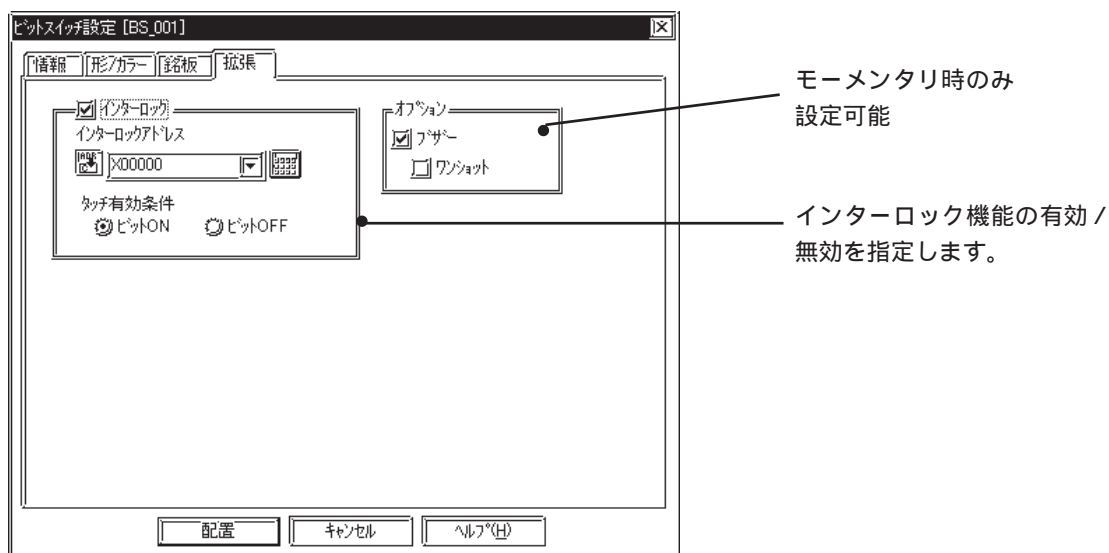 ﾋﾞｯﾄｽｲｯﾁ設定 [BS_001]
情報 形/ｶﾗｰ 銘板 拡張
ｲﾝﾀｰﾛｯｸ
ｲﾝﾀｰﾛｯｸｱﾄﾞﾚｽ
X00000
ﾀｯﾁ有効条件
ﾋﾞｯﾄON ﾋﾞｯﾄOFF
ｵﾌﾟｼｮﾝ
ﾌﾞｻﾞｰ
ﾜﾝｼｮｯﾄ
モーメンタリ時のみ
設定可能
インターロック機能の有効 /
無効を指定します。
配置 ｷｬﾝｾﾙ ﾍﾙﾌﾟ(H)